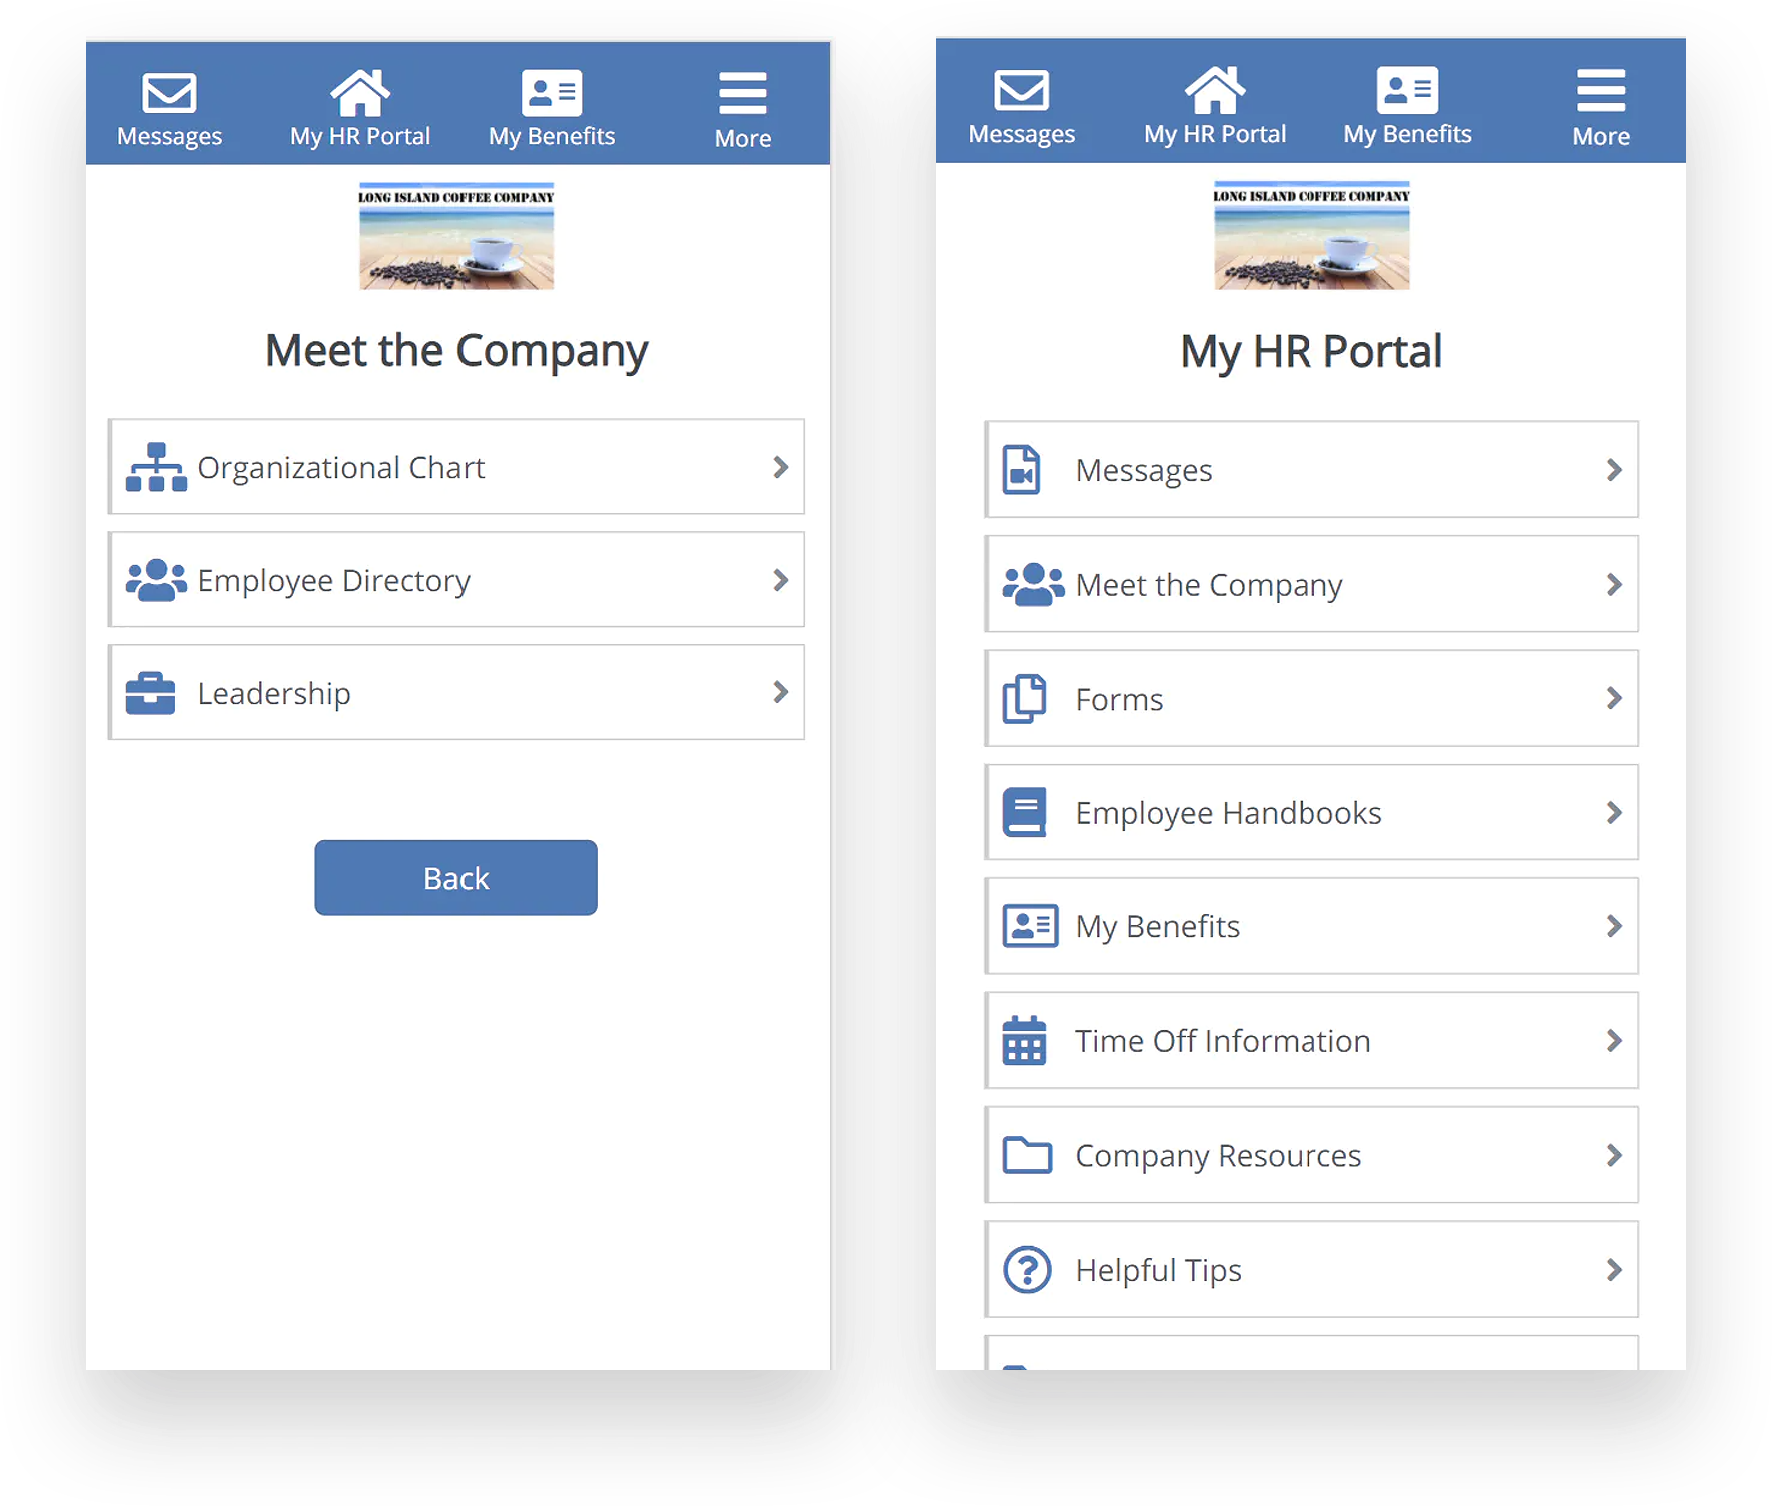 Messages
My HR Portal
My Benefits
More
LONG ISLAND COFFEE COMPANY
Meet the Company
Organizational Chart
Employee Directory
Leadership
Back
Messages
My HR Portal
My Benefits
More
LONG ISLAND COFFEE COMPANY
My HR Portal
Messages
Meet the Company
Forms
Employee Handbooks
My Benefits
Time Off Information
Company Resources
Helpful Tips